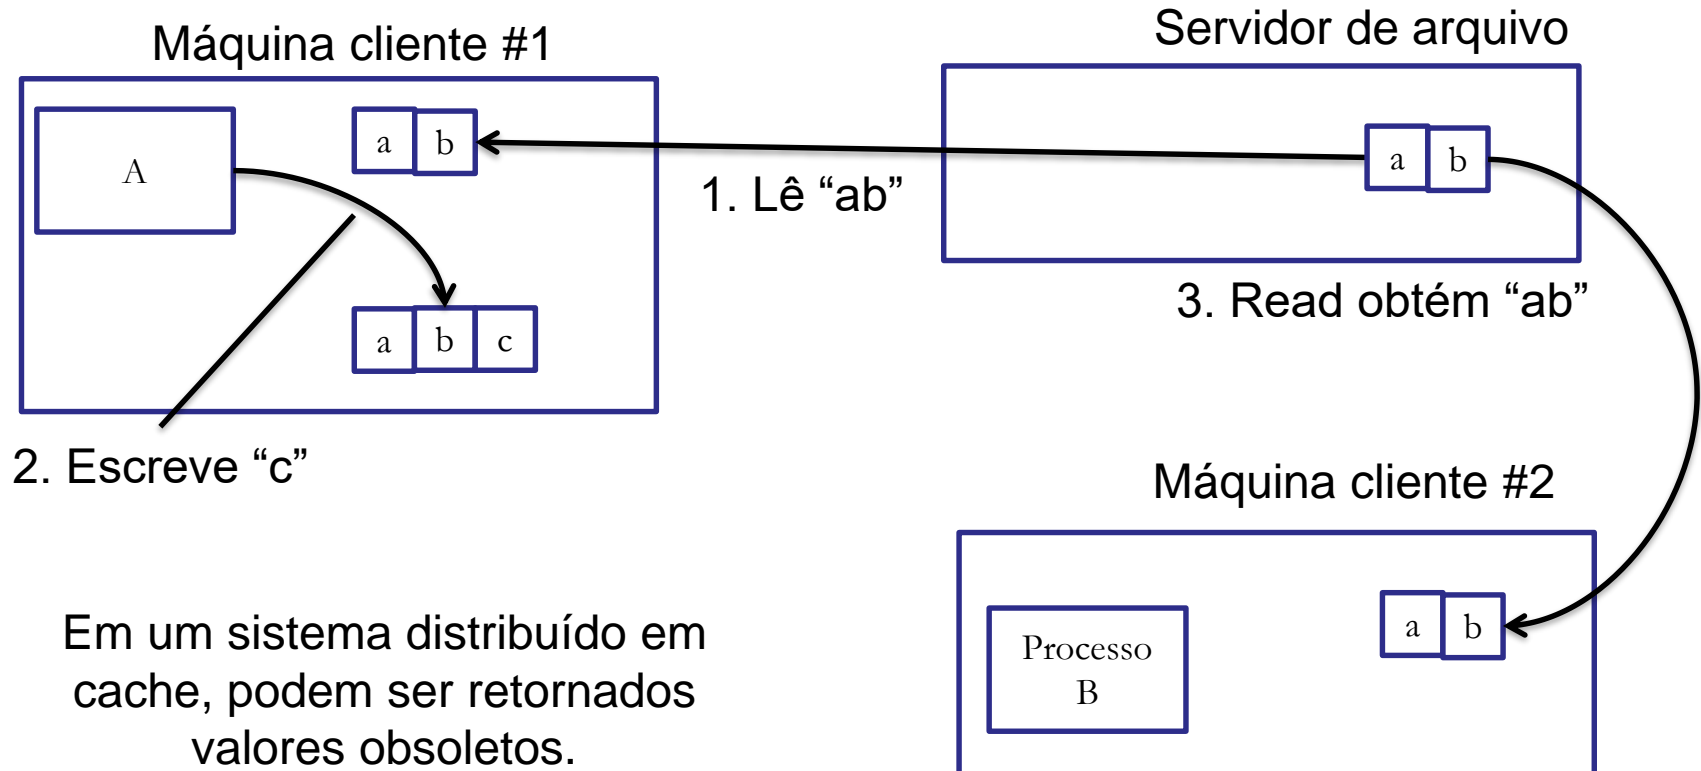 Máquina cliente #1
Servidor de arquivo
A
a b
a b
1. Lê “ab”
a b c
3. Read obtém “ab”
2. Escreve “c”
Máquina cliente #2
Em um sistema distribuído em
cache, podem ser retornados
valores obsoletos.
Processo
B
a b